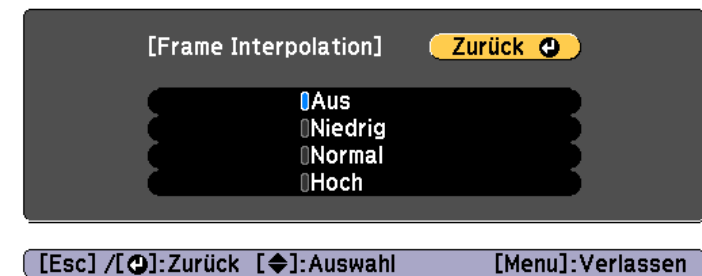 [Frame Interpolation] Zurück
Aus
Niedrig
Normal
Hoch
[Esc] /[⏎]:Zurück [◆]:Auswahl [Menu]:Verlassen